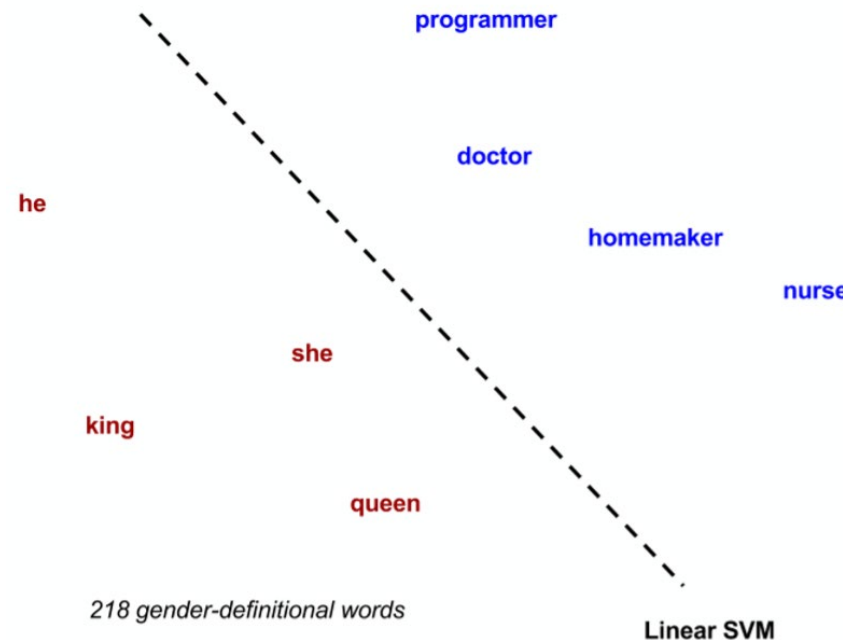 programmer
doctor
he
homemaker
nurse
she
king
queen
218 gender-definitional words
Linear SVM